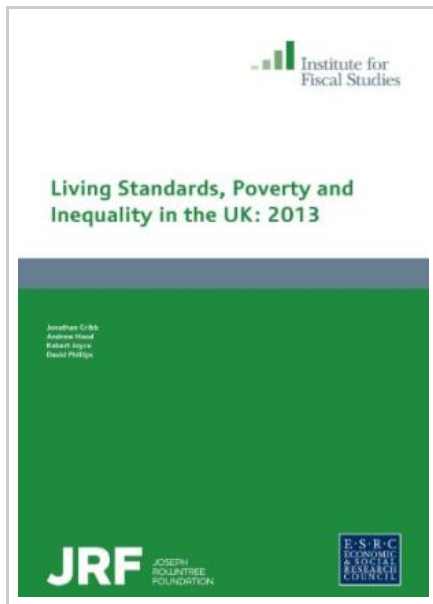 Institute for
Fiscal Studies
Living Standards, Poverty and
Inequality in the UK: 2013
Jonathan Cribb
Andrew Hood
Robert Joyce
David Phillips
JRF
JOSEPH
ROWNTREE
FOUNDATION
E·S·R·C
ECONOMIC
& SOCIAL
RESEARCH
COUNCIL